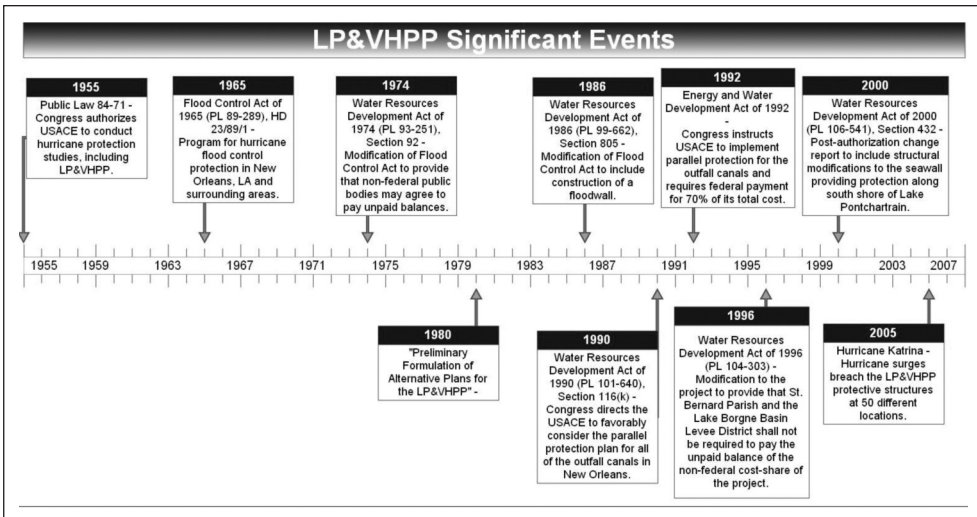 LP&VHPP Significant Events
1955
Public Law 84-71 -
Congress authorizes
USACE to conduct
hurricane protection
studies, including
LP&VHPP.
1965
Flood Control Act of
1965 (PL 89-289), HD
23/89/1 -
Program for hurricane
flood control
protection in New
Orleans, LA and
surrounding areas.
1974
Water Resources
Development Act of
1974 (PL 93-251),
Section 92 -
Modification of Flood
Control Act to provide
that non-federal public
bodies may agree to
pay unpaid balances.
1986
Water Resources
Development Act of
1986 (PL 99-662),
Section 805 -
Modification of Flood
Control Act to include
construction of a
floodwall.
1992
Energy and Water
Development Act of 1992
-
Congress instructs
USACE to implement
parallel protection for the
outfall canals and
requires federal payment
for 70% of its total cost.
2000
Water Resources
Development Act of 2000
(PL 106-541), Section 432 -
Post-authorization change
report to include structural
modifications to the seawall
providing protection along
south shore of Lake
Pontchartrain.
1955 1959 1963 1967 1971 1975 1979 1983 1987 1991 1995 1999 2003 2007
1980
"Preliminary
Formulation of
Alternative Plans for
the LP&VHPP" -
1990
Water Resources
Development Act of
1990 (PL 101-640),
Section 116(k) -
Congress directs the
USACE to favorably
consider the parallel
protection plan for all
of the outfall canals in
New Orleans.
1996
Water Resources
Development Act of 1996
(PL 104-303) -
Modification to the
project to provide that St.
Bernard Parish and the
Lake Borgne Basin
Levee District shall not
be required to pay the
unpaid balance of the
non-federal cost-share of
the project.
2005
Hurricane Katrina -
Hurricane surges
breach the LP&VHPP
protective structures
at 50 different
locations.